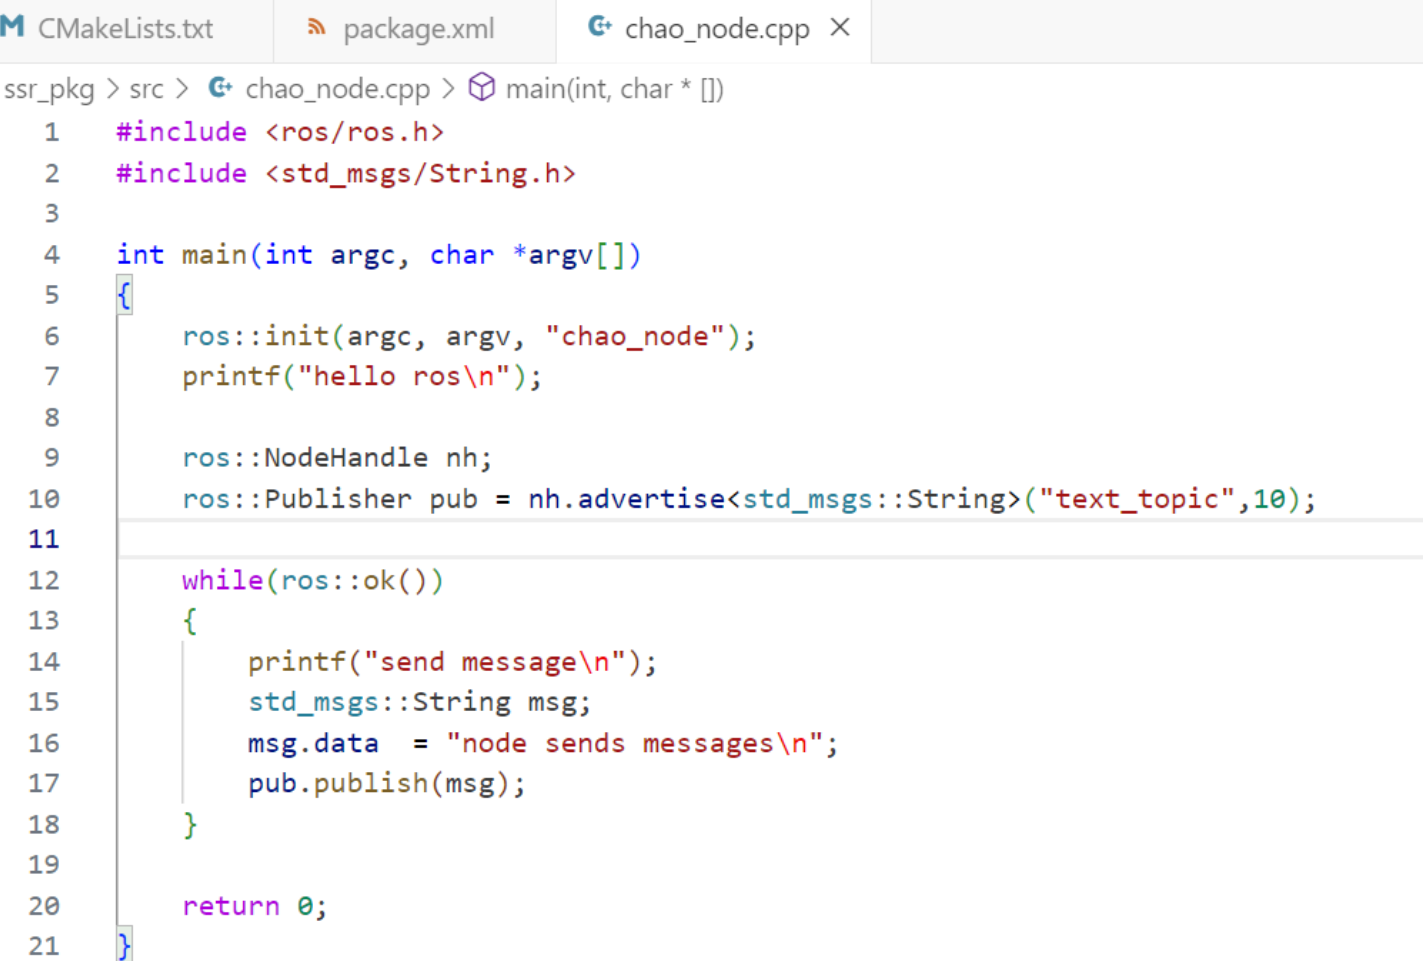 CMakeLists.txt package.xml chao_node.cpp
ssr_pkg > src > chao_node.cpp > main(int, char * [])
1 #include <ros/ros.h>
2 #include <std_msgs/String.h>
3
4 int main(int argc, char *argv[])
5 {
6     ros::init(argc, argv, "chao_node");
7     printf("hello ros\n");
8
9     ros::NodeHandle nh;
10     ros::Publisher pub = nh.advertise<std_msgs::String>("text_topic",10);
11
12     while(ros::ok())
13     {
14         printf("send message\n");
15         std_msgs::String msg;
16         msg.data  = "node sends messages\n";
17         pub.publish(msg);
18     }
19
20     return 0;
21 }